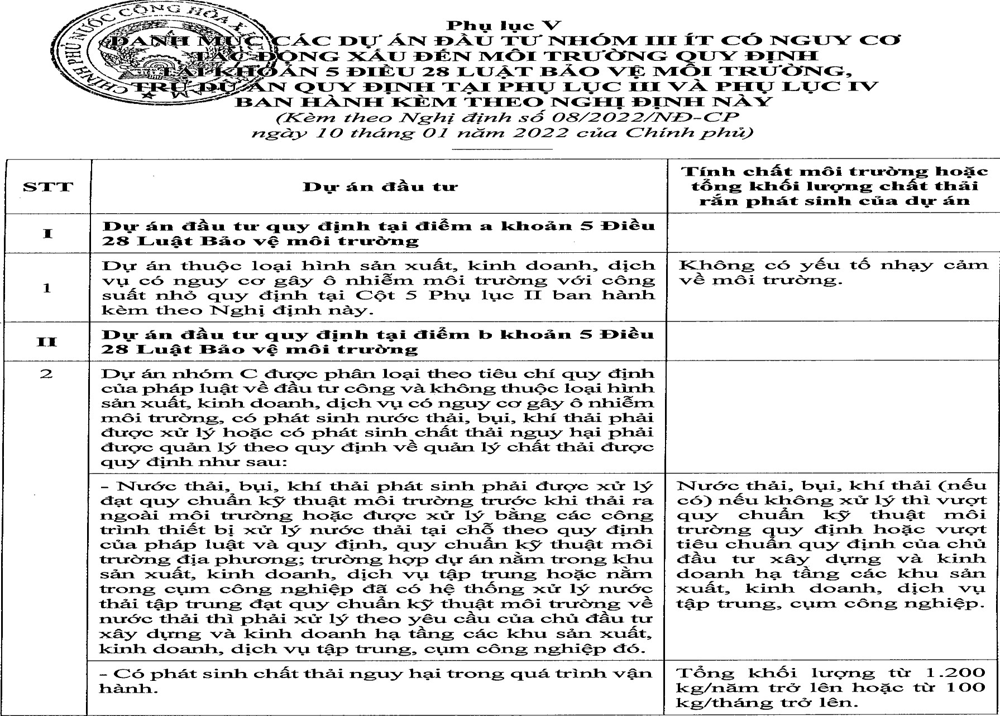 Phụ lục V
DANH MỤC CÁC DỰ ÁN ĐẦU TƯ NHÓM III ÍT CÓ NGUY CƠ
TÁC ĐỘNG XẤU ĐẾN MÔI TRƯỜNG QUY ĐỊNH
TẠI KHOẢN 5 ĐIỀU 28 LUẬT BẢO VỆ MÔI TRƯỜNG,
TRỪ DỰ ÁN QUY ĐỊNH TẠI PHỤ LỤC III VÀ PHỤ LỤC IV
BAN HÀNH KÈM THEO NGHỊ ĐỊNH NÀY
(Kèm theo Nghị định số 08/2022/NĐ-CP
ngày 10 tháng 01 năm 2022 của Chính phủ)
CHÍNH PHỦ NƯỚC CỘNG HÒA X
STT
Dự án đầu tư
Tính chất môi trường hoặc
tổng khối lượng chất thải
rắn phát sinh của dự án
I
Dự án đầu tư quy định tại điểm a khoản 5 Điều
28 Luật Bảo vệ môi trường
1
Dự án thuộc loại hình sản xuất, kinh doanh, dịch
vụ có nguy cơ gây ô nhiễm môi trường với công
suất nhỏ quy định tại Cột 5 Phụ lục II ban hành
kèm theo Nghị định này.
Không có yếu tố nhạy cảm
về môi trường.
II
Dự án đầu tư quy định tại điểm b khoản 5 Điều
28 Luật Bảo vệ môi trường
2
Dự án nhóm C được phân loại theo tiêu chí quy định
của pháp luật về đầu tư công và không thuộc loại hình
sản xuất, kinh doanh, dịch vụ có nguy cơ gây ô nhiễm
môi trường, có phát sinh nước thải, bụi, khí thải phải
được xử lý hoặc có phát sinh chất thải nguy hại phải
được quản lý theo quy định về quản lý chất thải được
quy định như sau:
- Nước thải, bụi, khí thải phát sinh phải được xử lý
đạt quy chuẩn kỹ thuật môi trường trước khi thải ra
ngoài môi trường hoặc được xử lý bằng các công
trình thiết bị xử lý nước thải tại chỗ theo quy định
của pháp luật và quy định, quy chuẩn kỹ thuật môi
trường địa phương; trường hợp dự án nằm trong khu
sản xuất, kinh doanh, dịch vụ tập trung hoặc nằm
trong cụm công nghiệp đã có hệ thống xử lý nước
thải tập trung đạt quy chuẩn kỹ thuật môi trường về
nước thải thì phải xử lý theo yêu cầu của chủ đầu tư
xây dựng và kinh doanh hạ tầng các khu sản xuất,
kinh doanh, dịch vụ tập trung, cụm công nghiệp đó.
Nước thải, bụi, khí thải (nếu
có) nếu không xử lý thì vượt
quy chuẩn kỹ thuật môi
trường quy định hoặc vượt
tiêu chuẩn quy định của chủ
đầu tư xây dựng và kinh
doanh hạ tầng các khu sản
xuất, kinh doanh, dịch vụ
tập trung, cụm công nghiệp.
- Có phát sinh chất thải nguy hại trong quá trình vận
hành.
Tổng khối lượng từ 1.200
kg/năm trở lên hoặc từ 100
kg/tháng trở lên.